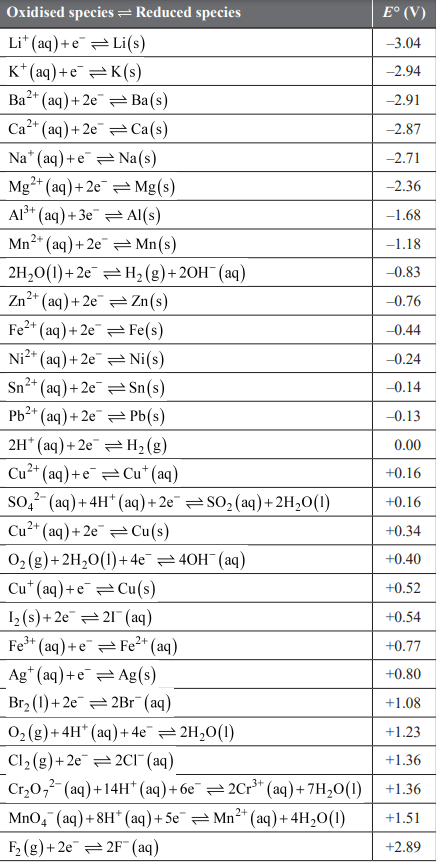 Oxidised species ⇌ Reduced species E° (V)
Li⁺(aq) + e⁻ ⇌ Li(s) –3.04
K⁺(aq) + e⁻ ⇌ K(s) –2.94
Ba²⁺(aq) + 2e⁻ ⇌ Ba(s) –2.91
Ca²⁺(aq) + 2e⁻ ⇌ Ca(s) –2.87
Na⁺(aq) + e⁻ ⇌ Na(s) –2.71
Mg²⁺(aq) + 2e⁻ ⇌ Mg(s) –2.36
Al³⁺(aq) + 3e⁻ ⇌ Al(s) –1.68
Mn²⁺(aq) + 2e⁻ ⇌ Mn(s) –1.18
2H₂O(l) + 2e⁻ ⇌ H₂(g) + 2OH⁻(aq) –0.83
Zn²⁺(aq) + 2e⁻ ⇌ Zn(s) –0.76
Fe²⁺(aq) + 2e⁻ ⇌ Fe(s) –0.44
Ni²⁺(aq) + 2e⁻ ⇌ Ni(s) –0.24
Sn²⁺(aq) + 2e⁻ ⇌ Sn(s) –0.14
Pb²⁺(aq) + 2e⁻ ⇌ Pb(s) –0.13
2H⁺(aq) + 2e⁻ ⇌ H₂(g) 0.00
Cu²⁺(aq) + e⁻ ⇌ Cu⁺(aq) +0.16
SO₄²⁻(aq) + 4H⁺(aq) + 2e⁻ ⇌ SO₂(aq) + 2H₂O(l) +0.16
Cu²⁺(aq) + 2e⁻ ⇌ Cu(s) +0.34
O₂(g) + 2H₂O(l) + 4e⁻ ⇌ 4OH⁻(aq) +0.40
Cu⁺(aq) + e⁻ ⇌ Cu(s) +0.52
I₂(s) + 2e⁻ ⇌ 2I⁻(aq) +0.54
Fe³⁺(aq) + e⁻ ⇌ Fe²⁺(aq) +0.77
Ag⁺(aq) + e⁻ ⇌ Ag(s) +0.80
Br₂(l) + 2e⁻ ⇌ 2Br⁻(aq) +1.08
O₂(g) + 4H⁺(aq) + 4e⁻ ⇌ 2H₂O(l) +1.23
Cl₂(g) + 2e⁻ ⇌ 2Cl⁻(aq) +1.36
Cr₂O₇²⁻(aq) + 14H⁺(aq) + 6e⁻ ⇌ 2Cr³⁺(aq) + 7H₂O(l) +1.36
MnO₄⁻(aq) + 8H⁺(aq) + 5e⁻ ⇌ Mn²⁺(aq) + 4H₂O(l) +1.51
F₂(g) + 2e⁻ ⇌ 2F⁻(aq) +2.89